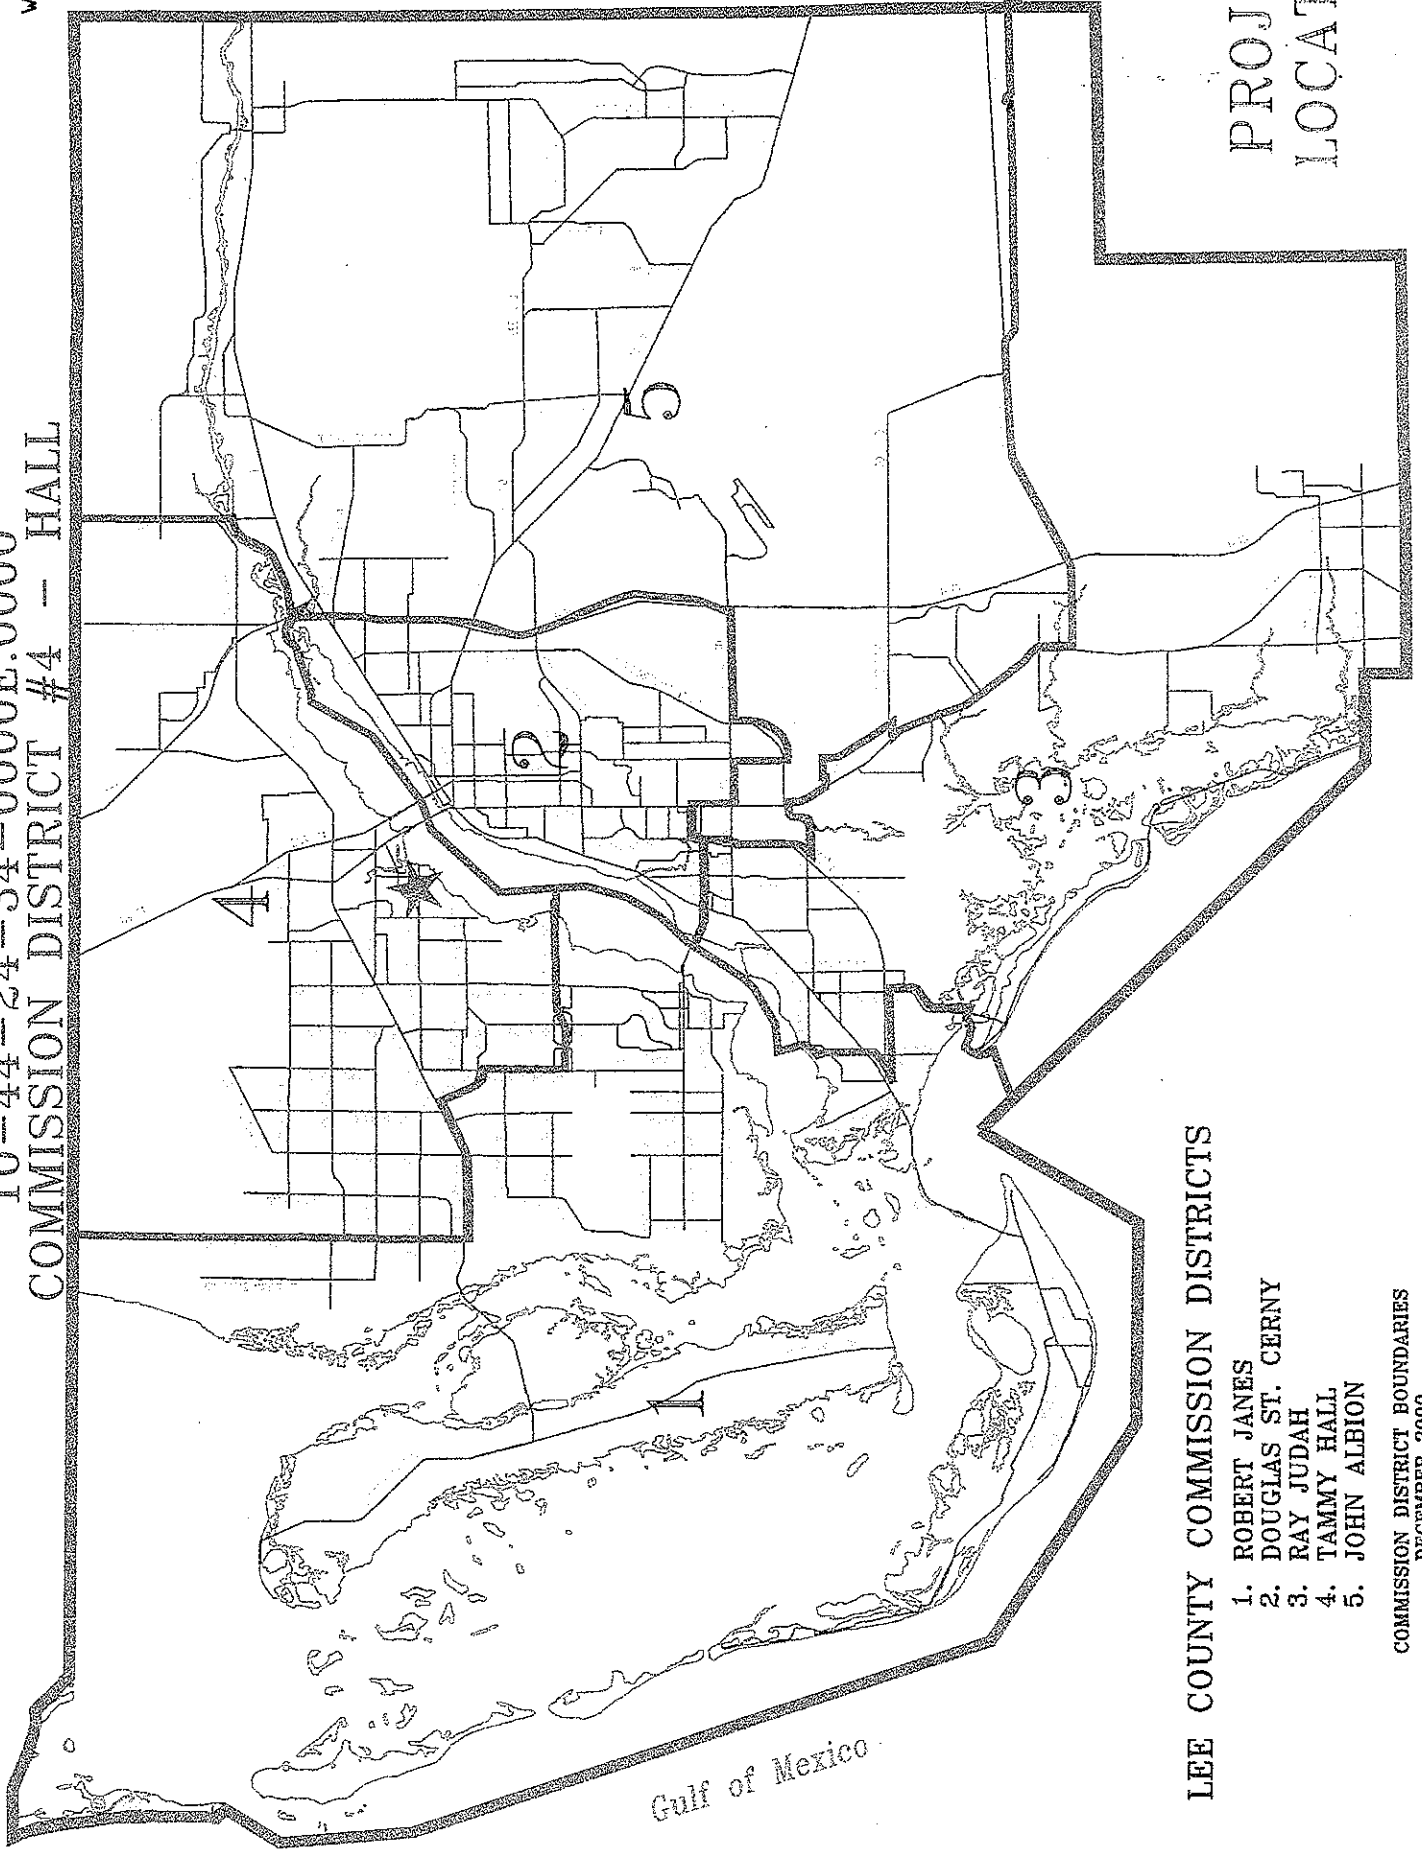 COMMISSION DISTRICT #4 - HALL
4
5
2
3
1
Gulf of Mexico
PROJ
LOCAT
LEE COUNTY COMMISSION DISTRICTS
1. ROBERT JANES
2. DOUGLAS ST. CERNY
3. RAY JUDAH
4. TAMMY HALL
5. JOHN ALBION
COMMISSION DISTRICT BOUNDARIES